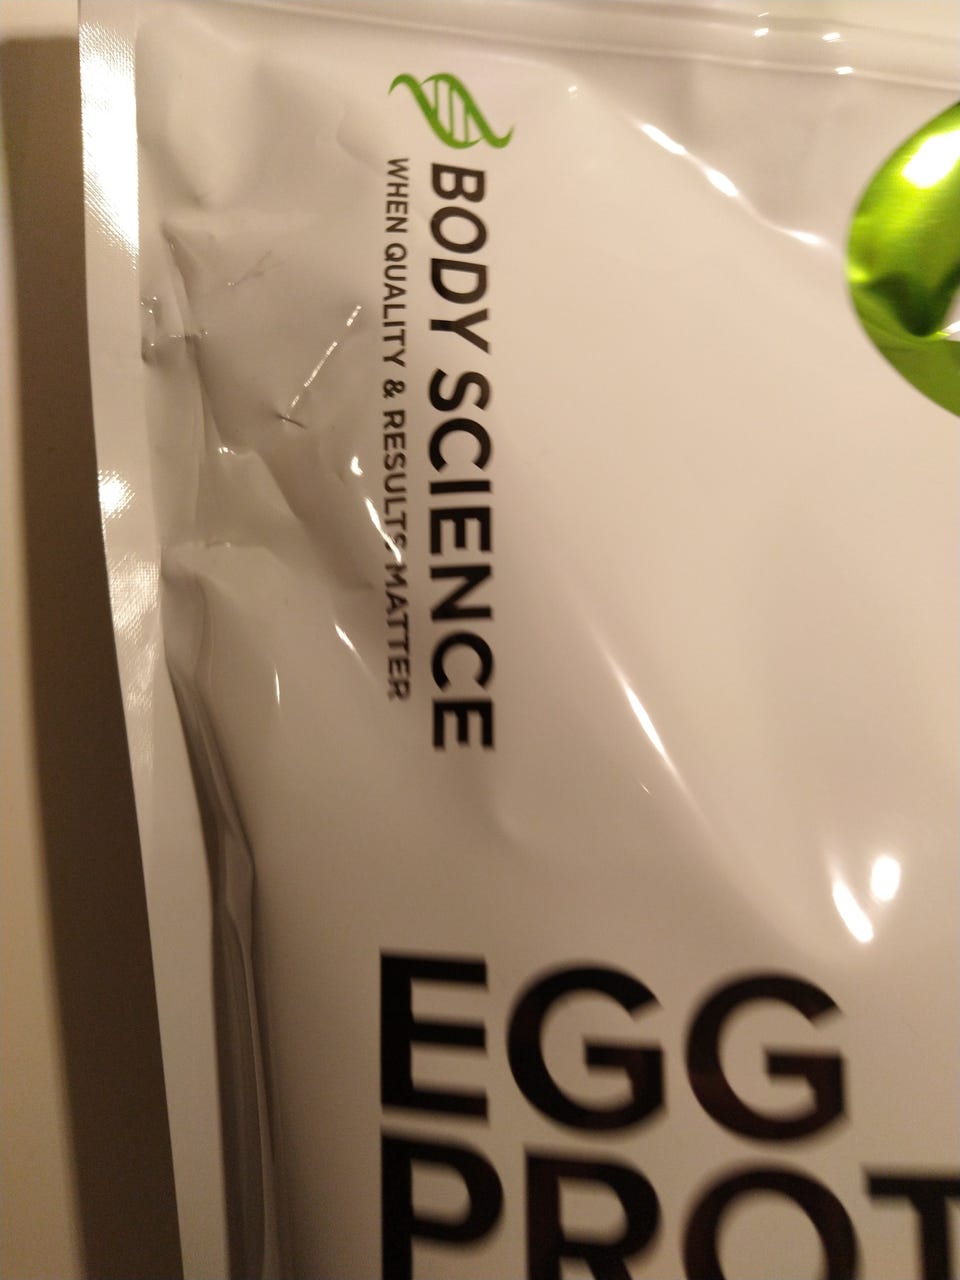 BODY SCIENCE
WHEN QUALITY & RESULTS MATTER
EGG
PROT